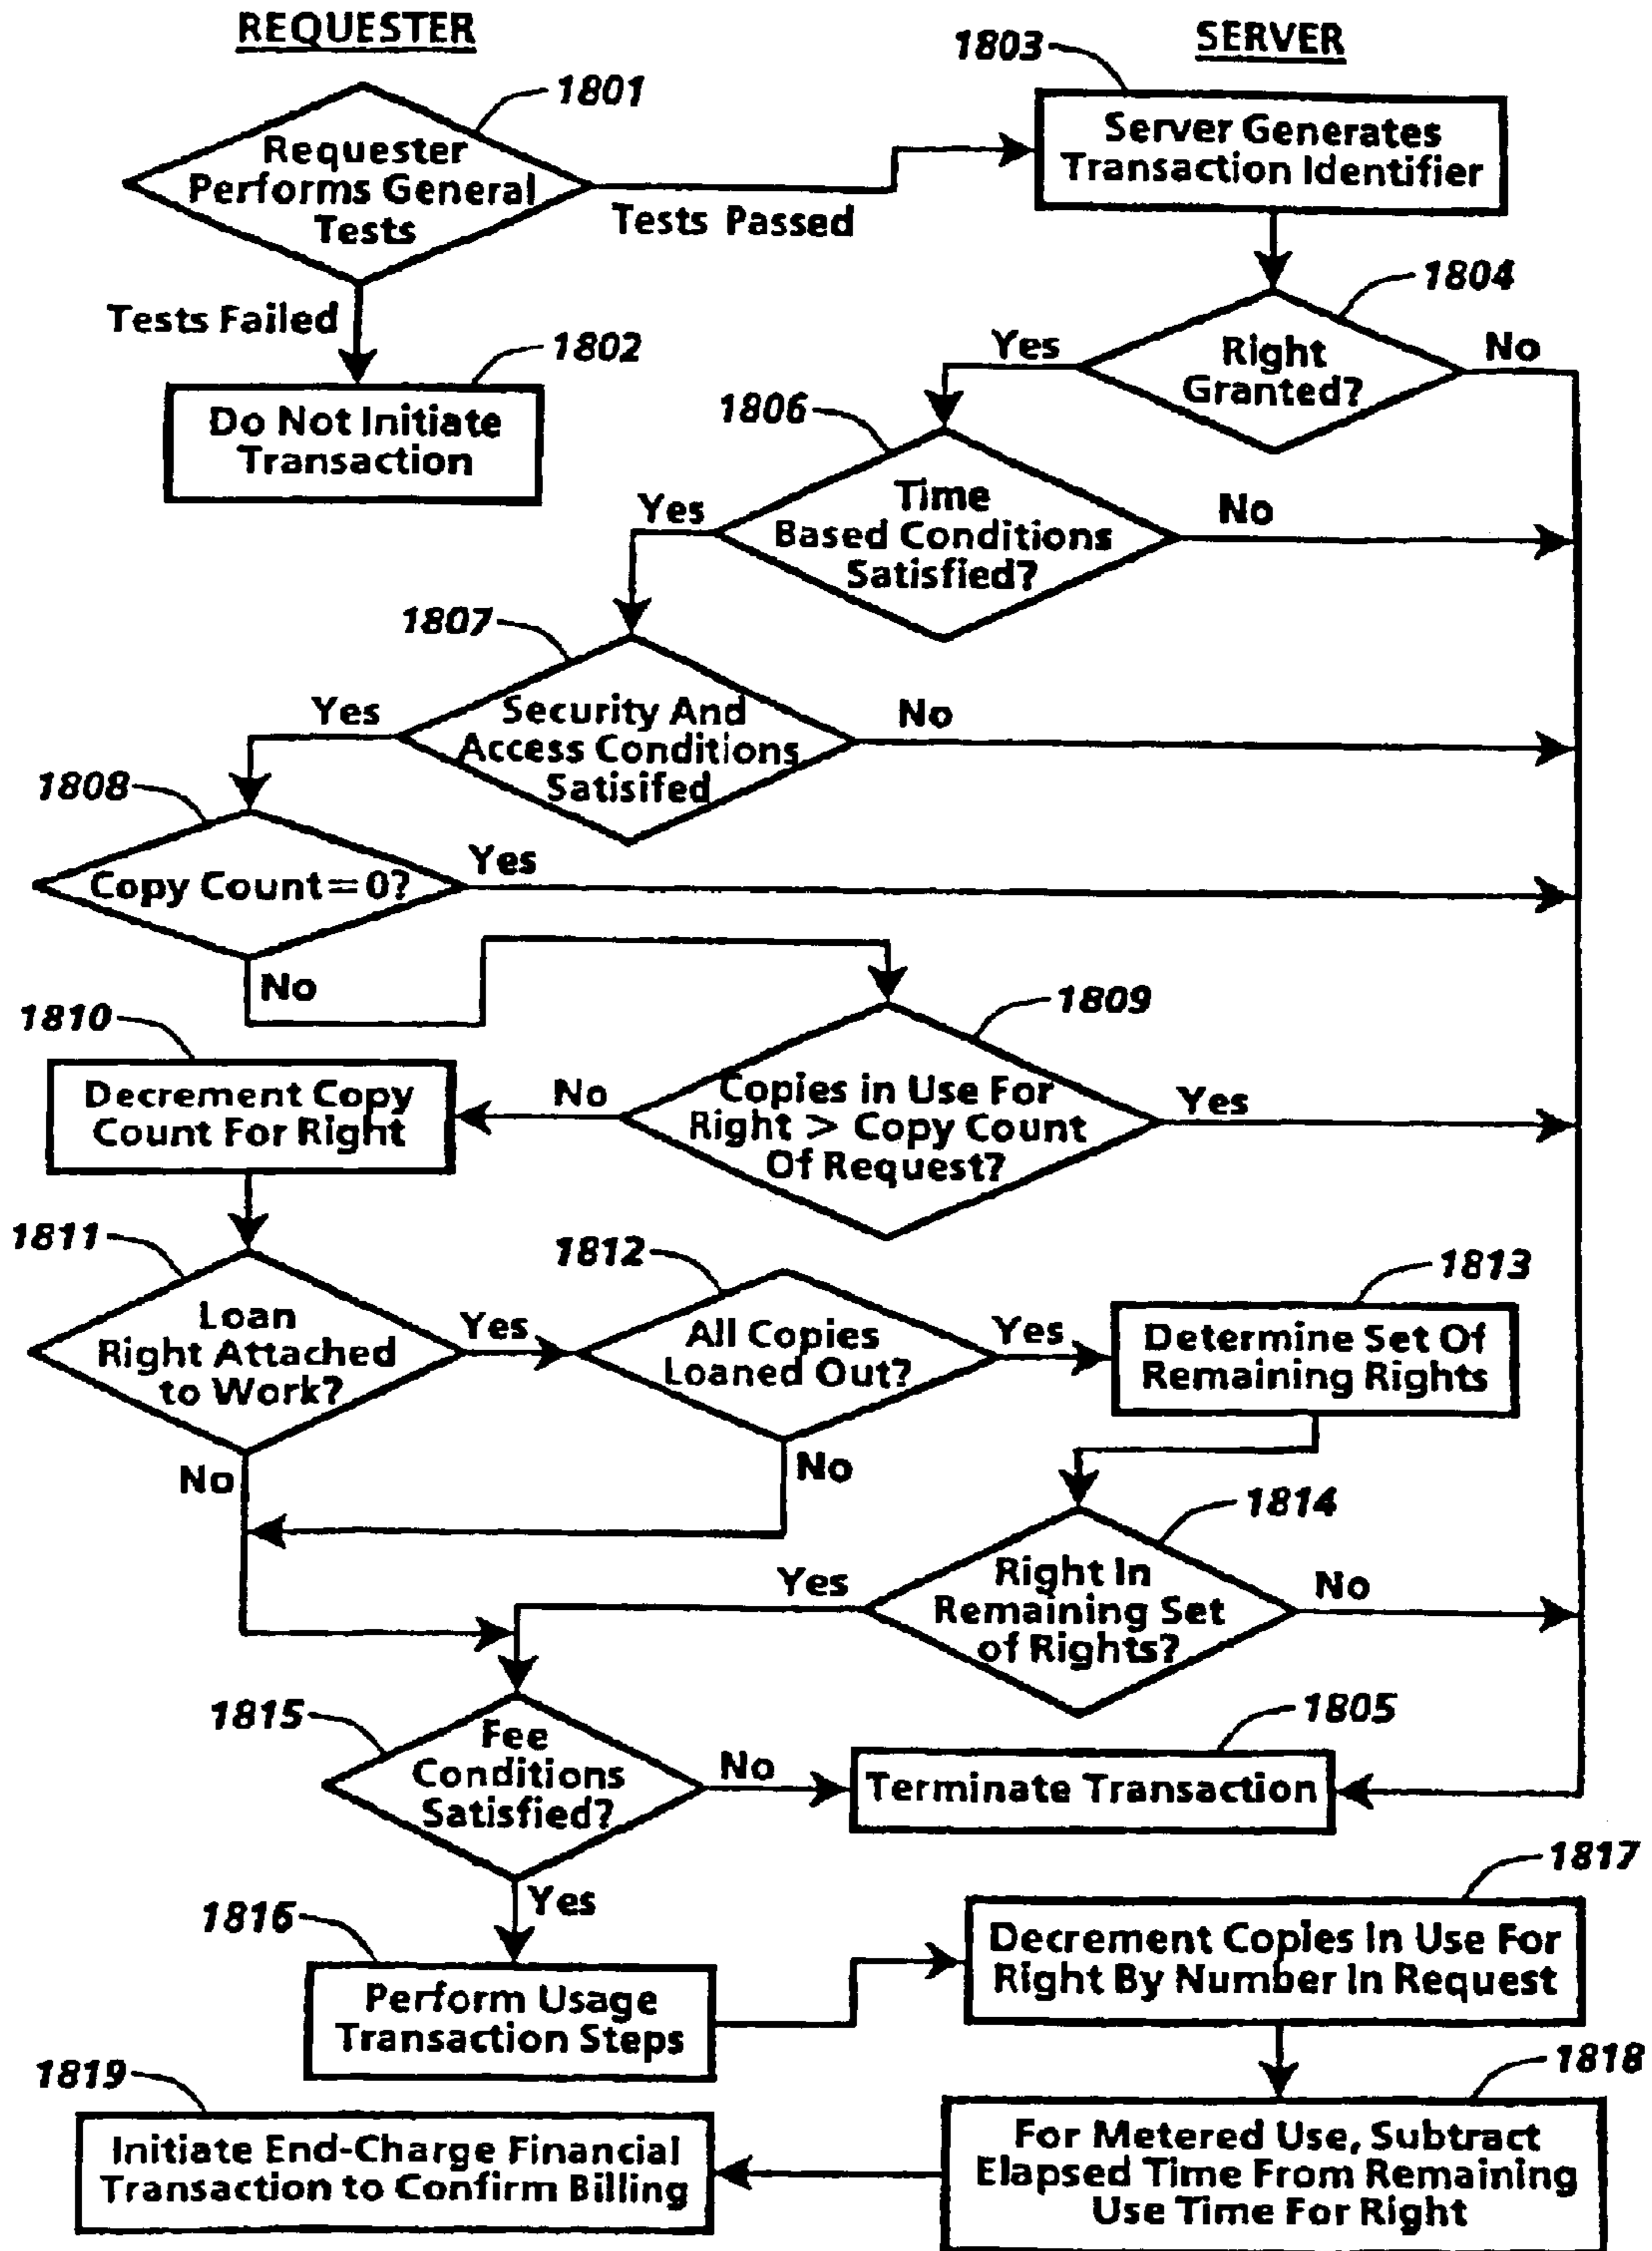 REQUESTER
SERVER
1803
1801
Requester
Performs General
Tests
Server Generates
Transaction Identifier
Tests Passed
Tests Failed
1802
Do Not Initiate
Transaction
1804
Yes
Right
Granted?
No
1806
Yes
Time
Based Conditions
Satisfied?
No
1807
Yes
Security And
Access Conditions
Satisifed
No
1808
Copy Count = 0?
Yes
No
1809
1810
Decrement Copy
Count For Right
No
Copies in Use For
Right > Copy Count
Of Request?
Yes
1811
Loan
Right Attached
to Work?
Yes
1812
All Copies
Loaned Out?
Yes
1813
Determine Set Of
Remaining Rights
No
No
1814
Yes
Right In
Remaining Set
of Rights?
No
1815
Fee
Conditions
Satisfied?
No
1805
Terminate Transaction
Yes
1816
Perform Usage
Transaction Steps
1817
Decrement Copies In Use For
Right By Number In Request
1818
For Metered Use, Subtract
Elapsed Time From Remaining
Use Time For Right
1819
Initiate End-Charge Financial
Transaction to Confirm Billing